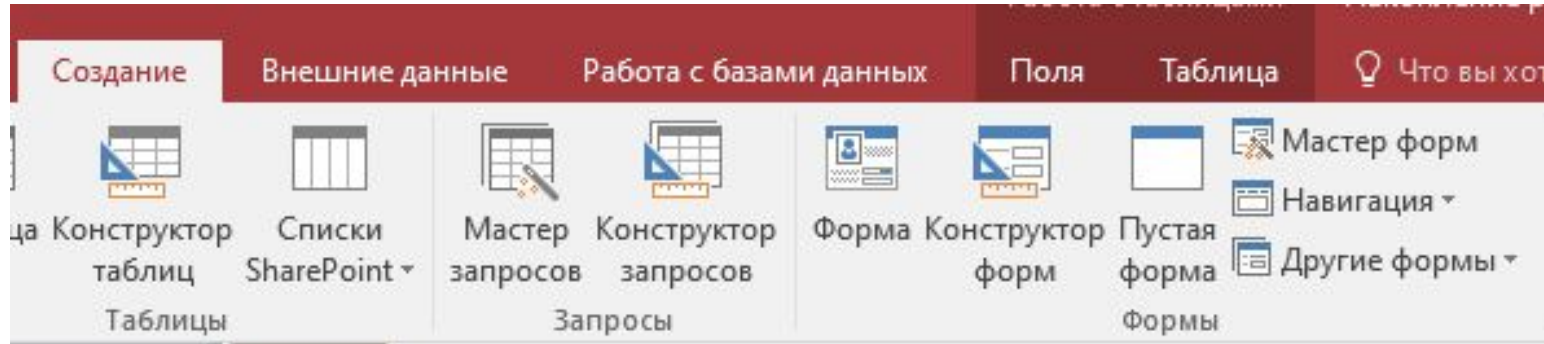 Создание Внешние данные Работа с базами данных Поля Таблица Что вы хот
Конструктор таблиц
Списки SharePoint
Мастер запросов
Конструктор запросов
Форма
Конструктор форм
Пустая форма
Мастер форм
Навигация
Другие формы
Таблицы Запросы Формы